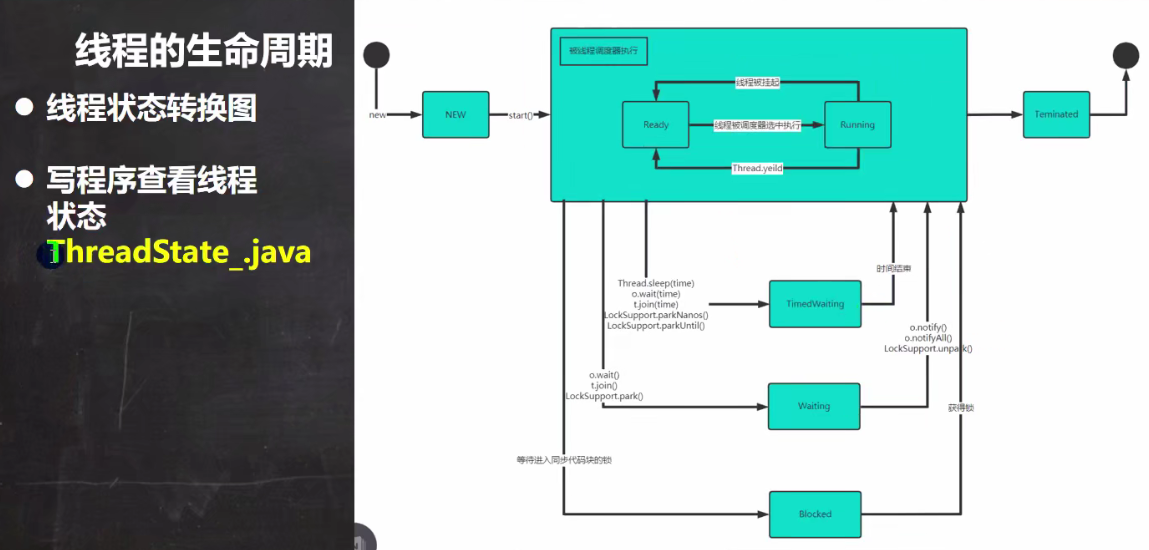 线程的生命周期
线程状态转换图
写程序查看线程
状态
ThreadState_.java
new
NEW
start()
被线程调度器执行
线程被挂起
Ready
线程被调度器选中执行
Running
Thread.yeild
Teminated
Thread.sleep(time)
o.wait(time)
t.join(time)
LockSupport.parkNanos()
LockSupport.parkUntil()
TimedWaiting
时间结束
o.wait()
t.join()
LockSupport.park()
Waiting
o.notify()
o.notifyAll()
LockSupport.unpark()
等待进入同步代码块的锁
Blocked
获得锁